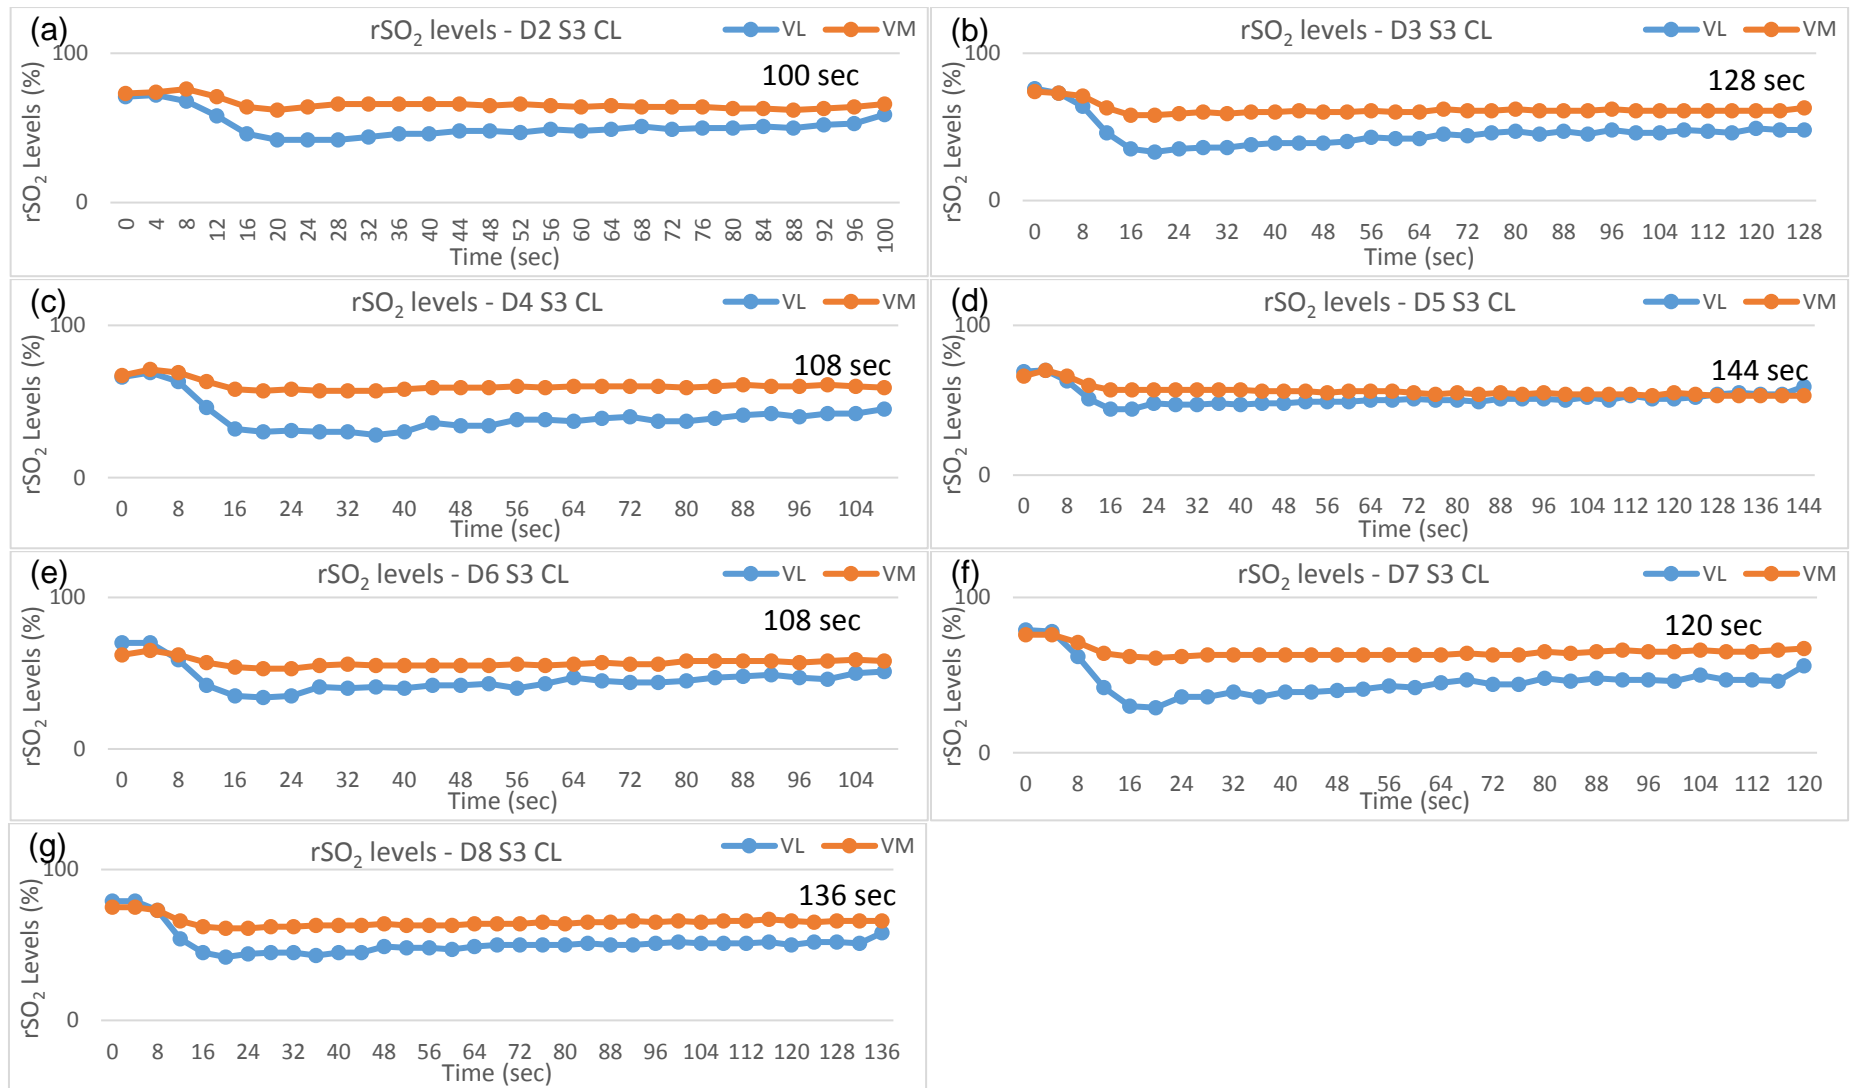 (a)
rSO2 levels - D2 S3 CL
VL VM
100
100 sec
0
rSO2 Levels (%)
0 4 8 12 16 20 24 28 32 36 40 44 48 52 56 60 64 68 72 76 80 84 88 92 96 100
Time (sec)
(b)
rSO2 levels - D3 S3 CL
VL VM
100
128 sec
0
rSO2 Levels (%)
0 8 16 24 32 40 48 56 64 72 80 88 96 104 112 120 128
Time (sec)
(c)
rSO2 levels - D4 S3 CL
VL VM
100
108 sec
0
rSO2 Levels (%)
0 8 16 24 32 40 48 56 64 72 80 88 96 104
Time (sec)
(d)
rSO2 levels - D5 S3 CL
VL VM
100
144 sec
0
rSO2 Levels (%)
0 8 16 24 32 40 48 56 64 72 80 88 96 104 112 120 128 136 144
Time (sec)
(e)
rSO2 levels - D6 S3 CL
VL VM
100
108 sec
0
rSO2 Levels (%)
0 8 16 24 32 40 48 56 64 72 80 88 96 104
Time (sec)
(f)
rSO2 levels - D7 S3 CL
VL VM
100
120 sec
0
rSO2 Levels (%)
0 8 16 24 32 40 48 56 64 72 80 88 96 104 112 120
Time (sec)
(g)
rSO2 levels - D8 S3 CL
VL VM
100
136 sec
0
rSO2 Levels (%)
0 8 16 24 32 40 48 56 64 72 80 88 96 104 112 120 128 136
Time (sec)